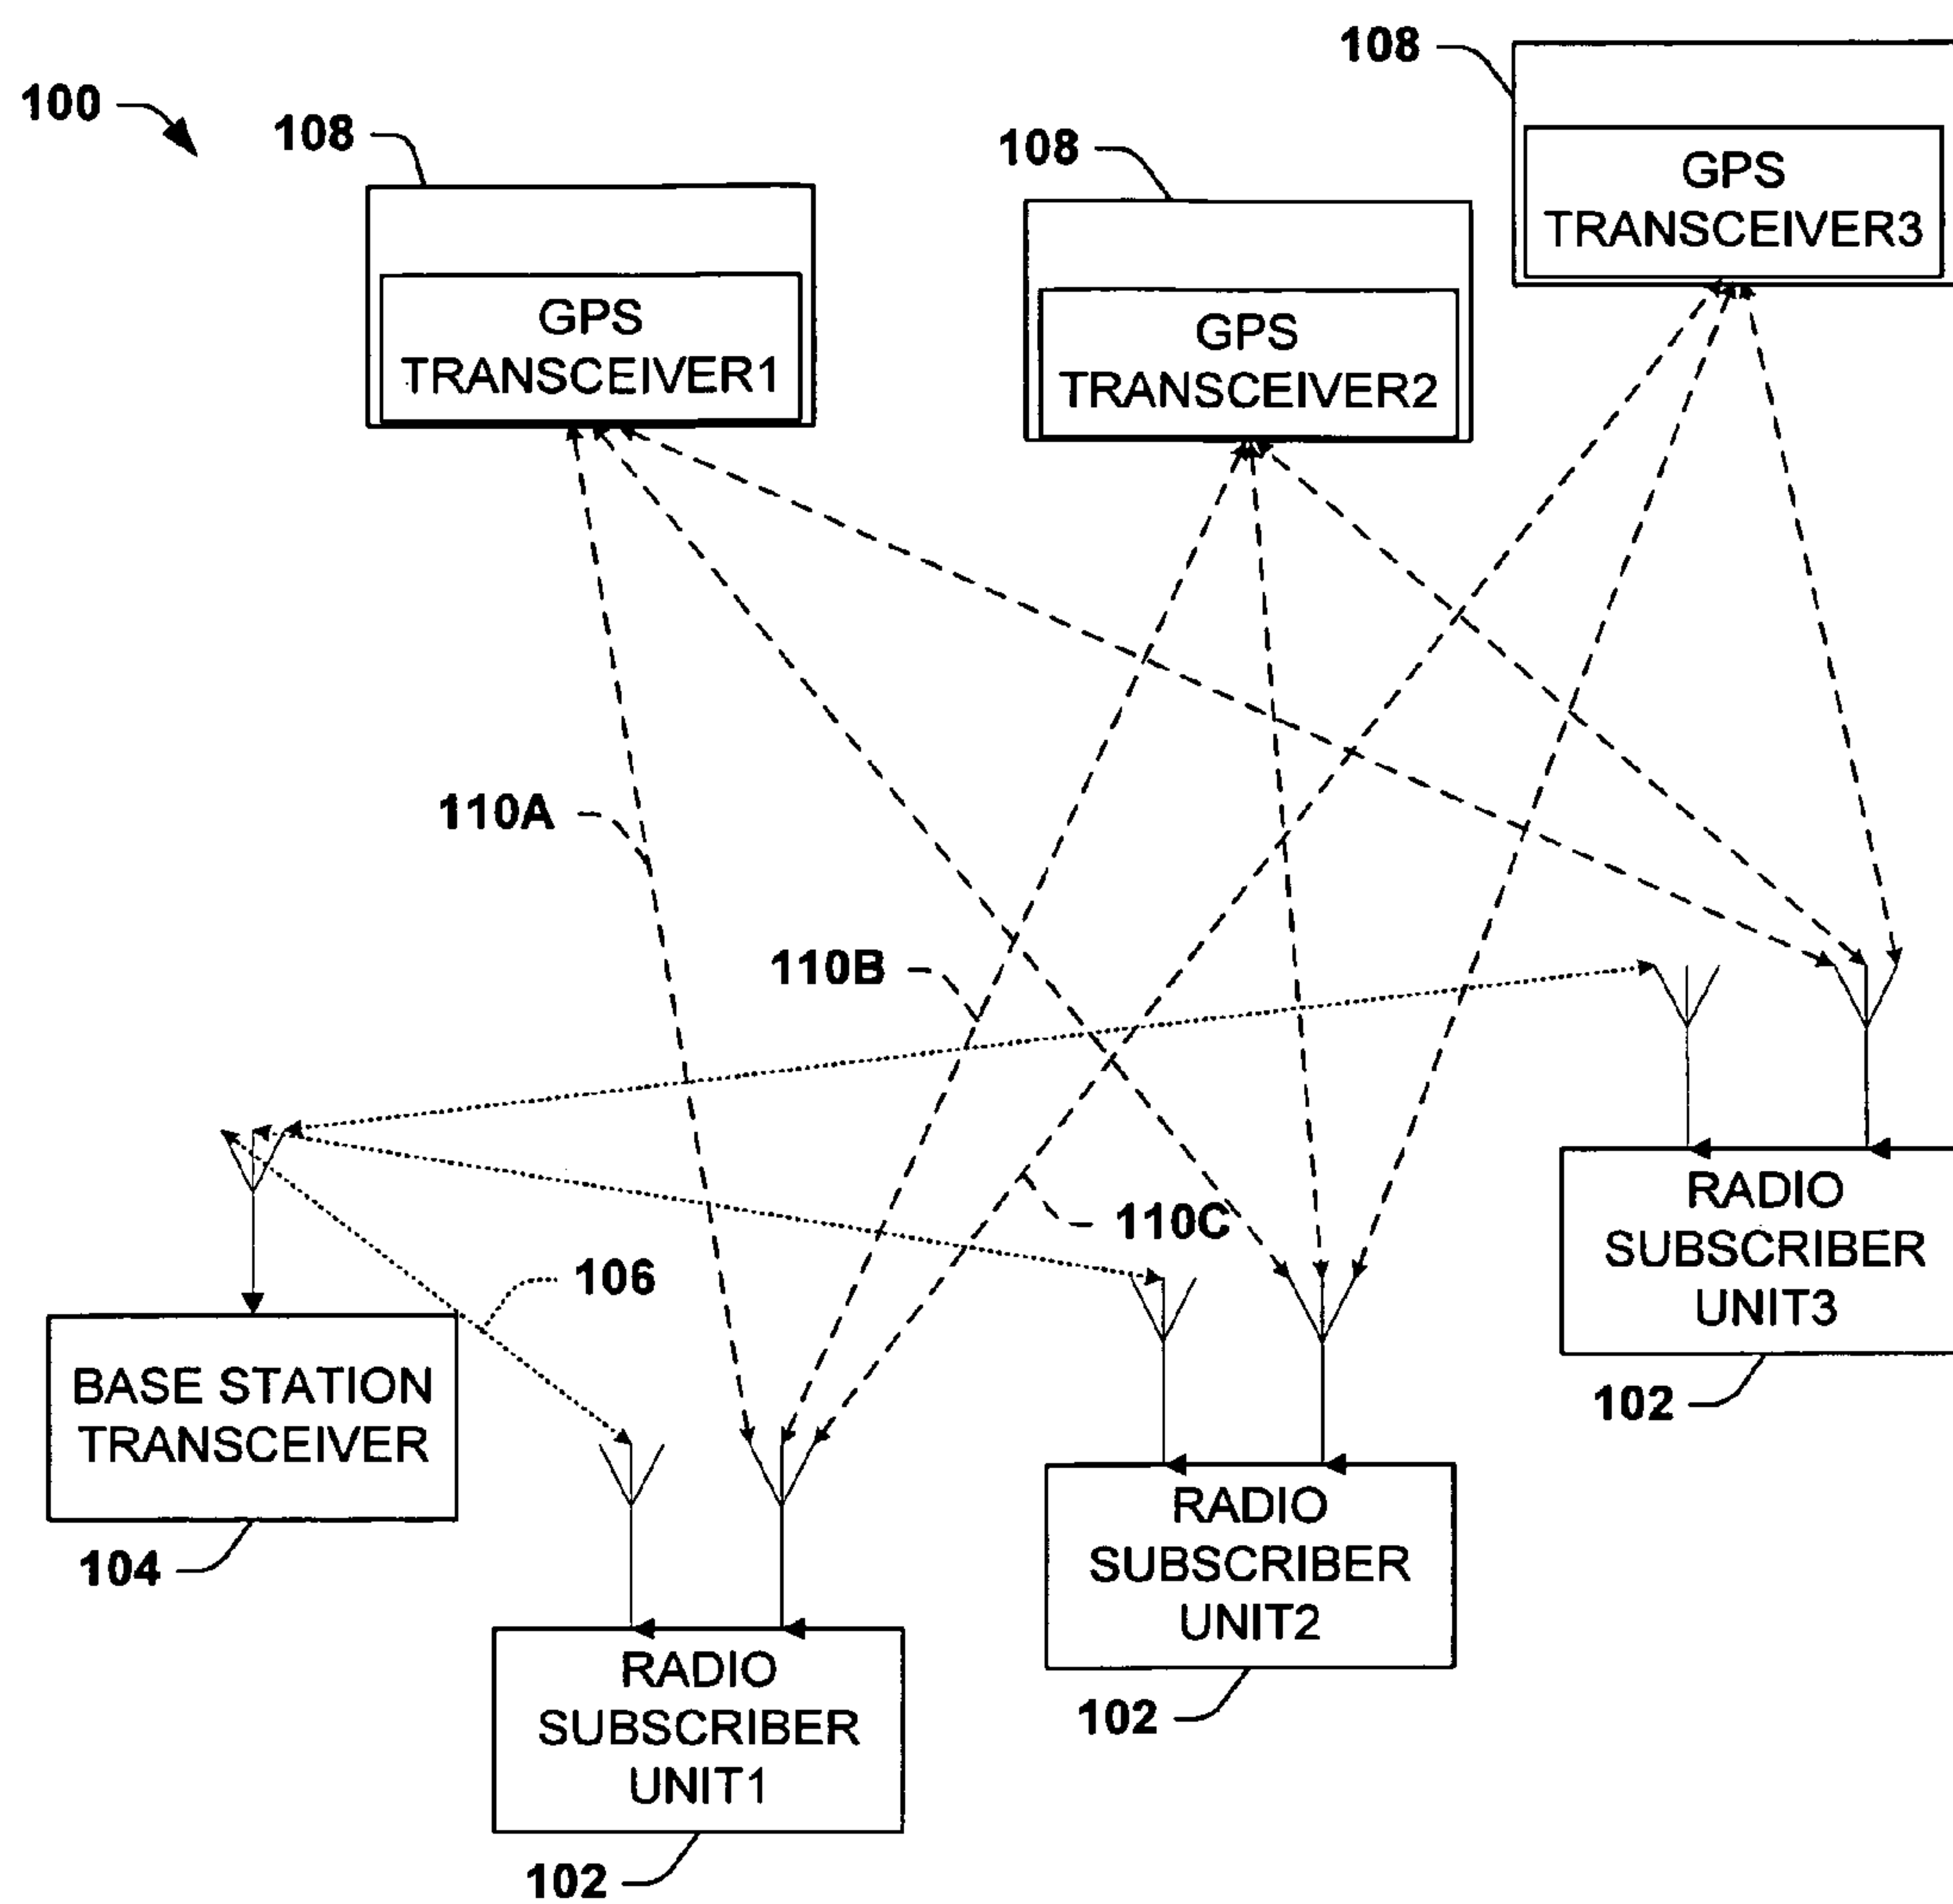 108
100
108
108
GPS
TRANSCEIVER3
GPS
TRANSCEIVER1
GPS
TRANSCEIVER2
110A
110B
110C
106
RADIO
SUBSCRIBER
UNIT3
BASE STATION
TRANSCEIVER
102
RADIO
SUBSCRIBER
UNIT2
104
RADIO
SUBSCRIBER
UNIT1
102
102